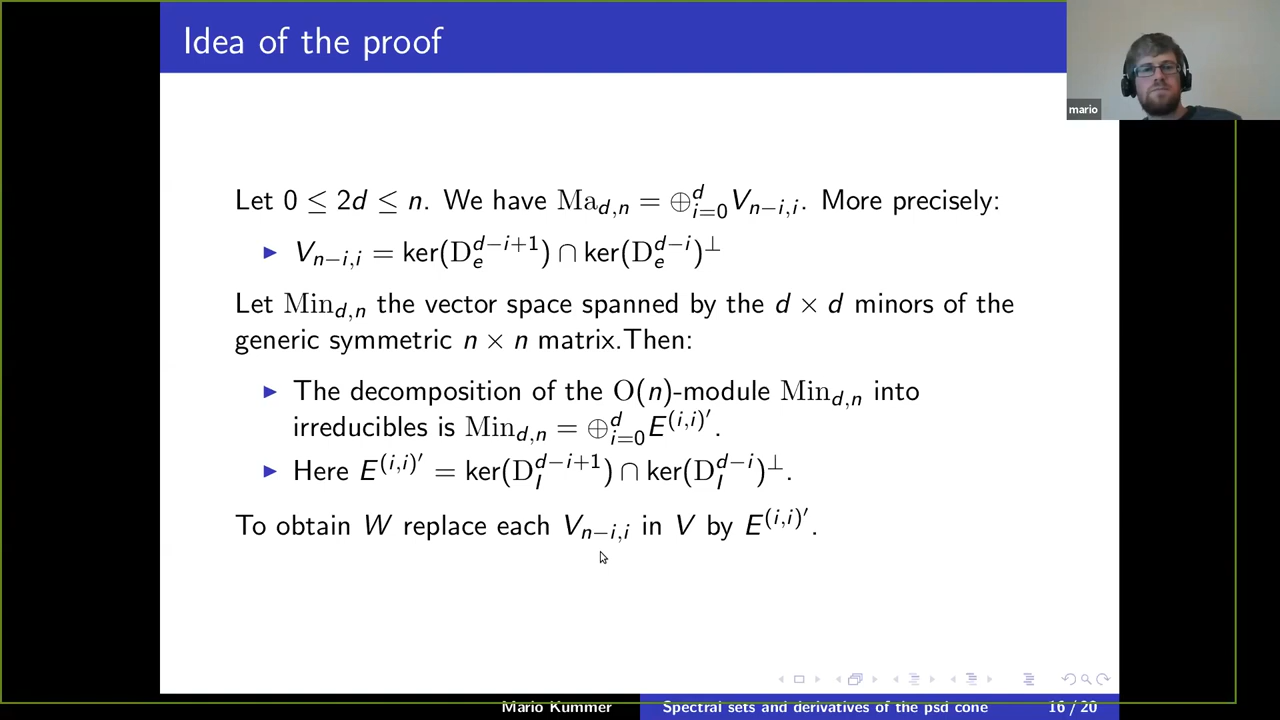 Idea of the proof
mario
Let 0 ≤ 2d ≤ n. We have Ma_{d,n} = ⊕_{i=0}^{d} V_{n−i,i}. More precisely:
▶ V_{n−i,i} = ker(D_e^{d−i+1}) ∩ ker(D_e^{d−i})^⊥
Let Min_{d,n} the vector space spanned by the d × d minors of the
generic symmetric n × n matrix.Then:
▶ The decomposition of the O(n)-module Min_{d,n} into
irreducibles is Min_{d,n} = ⊕_{i=0}^{d} E^{(i,i)′}.
▶ Here E^{(i,i)′} = ker(D_I^{d−i+1}) ∩ ker(D_I^{d−i})^⊥.
To obtain W replace each V_{n−i,i} in V by E^{(i,i)′}.
Mario Kummer Spectral sets and derivatives of the psd cone 16 / 20